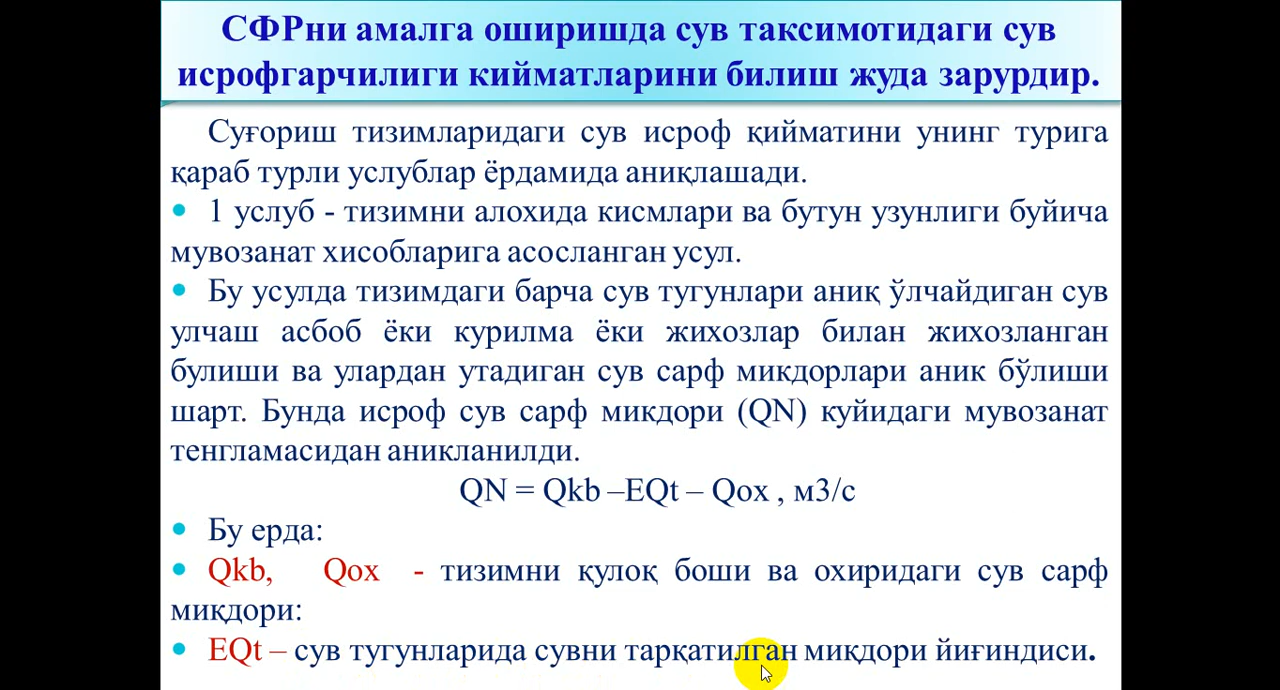 СФРни амалга оширишда сув таксимотидаги сув
исрофгарчилиги кийматларини билиш жуда зарурдир.
Суғориш тизимларидаги сув исроф қийматини унинг турига
қараб турли услублар ёрдамида аниқлашади.
• 1 услуб - тизимни алохида кисмлари ва бутун узунлиги буйича
мувозанат хисобларига асосланган усул.
• Бу усулда тизимдаги барча сув тугунлари аниқ ўлчайдиган сув
улчаш асбоб ёки курилма ёки жихозлар билан жихозланган
булиши ва улардан утадиган сув сарф микдорлари аник бўлиши
шарт. Бунда исроф сув сарф микдори (QN) куйидаги мувозанат
тенгламасидан аникланилди.
QN = Qkb –EQt – Qox , м3/с
• Бу ерда:
• Qkb, Qox - тизимни қулоқ боши ва охиридаги сув сарф
миқдори:
• EQt – сув тугунларида сувни тарқатилган миқдори йиғиндиси.